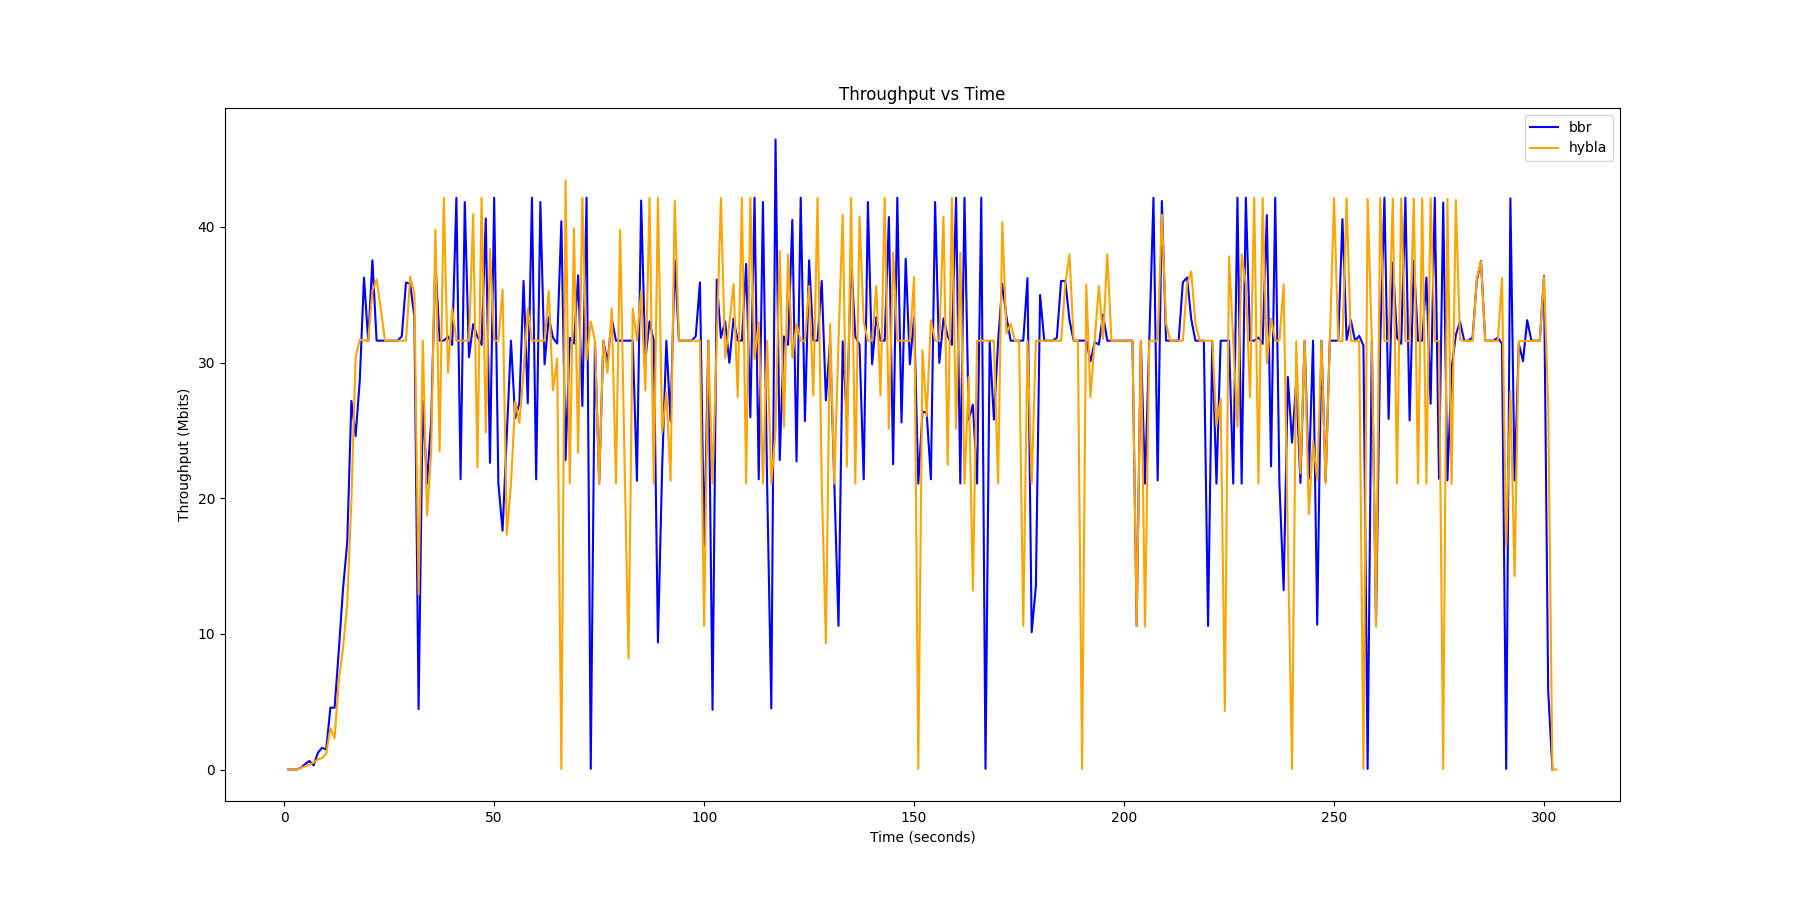 Throughput vs Time
bbr
hybla
Throughput (Mbits)
40
30
20
10
0
0 50 100 150 200 250 300
Time (seconds)